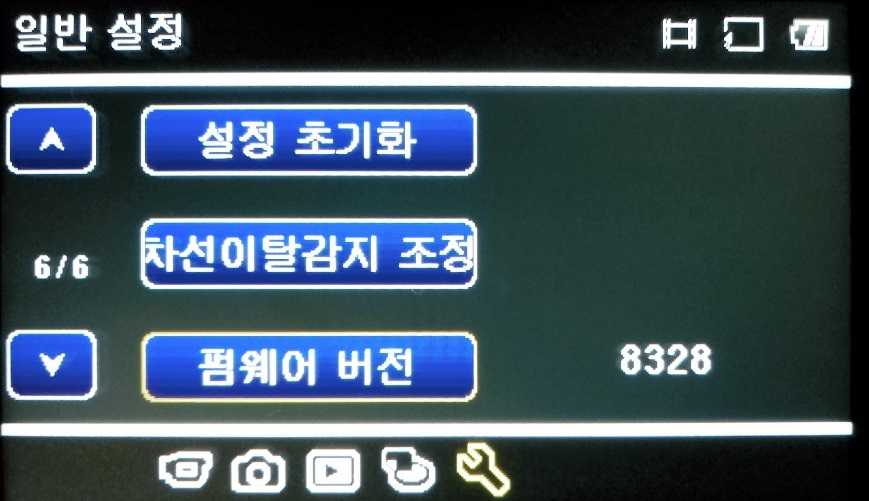 일반 설정
설정 초기화
차선이탈감지 조정
6/6
펌웨어 버전
8328